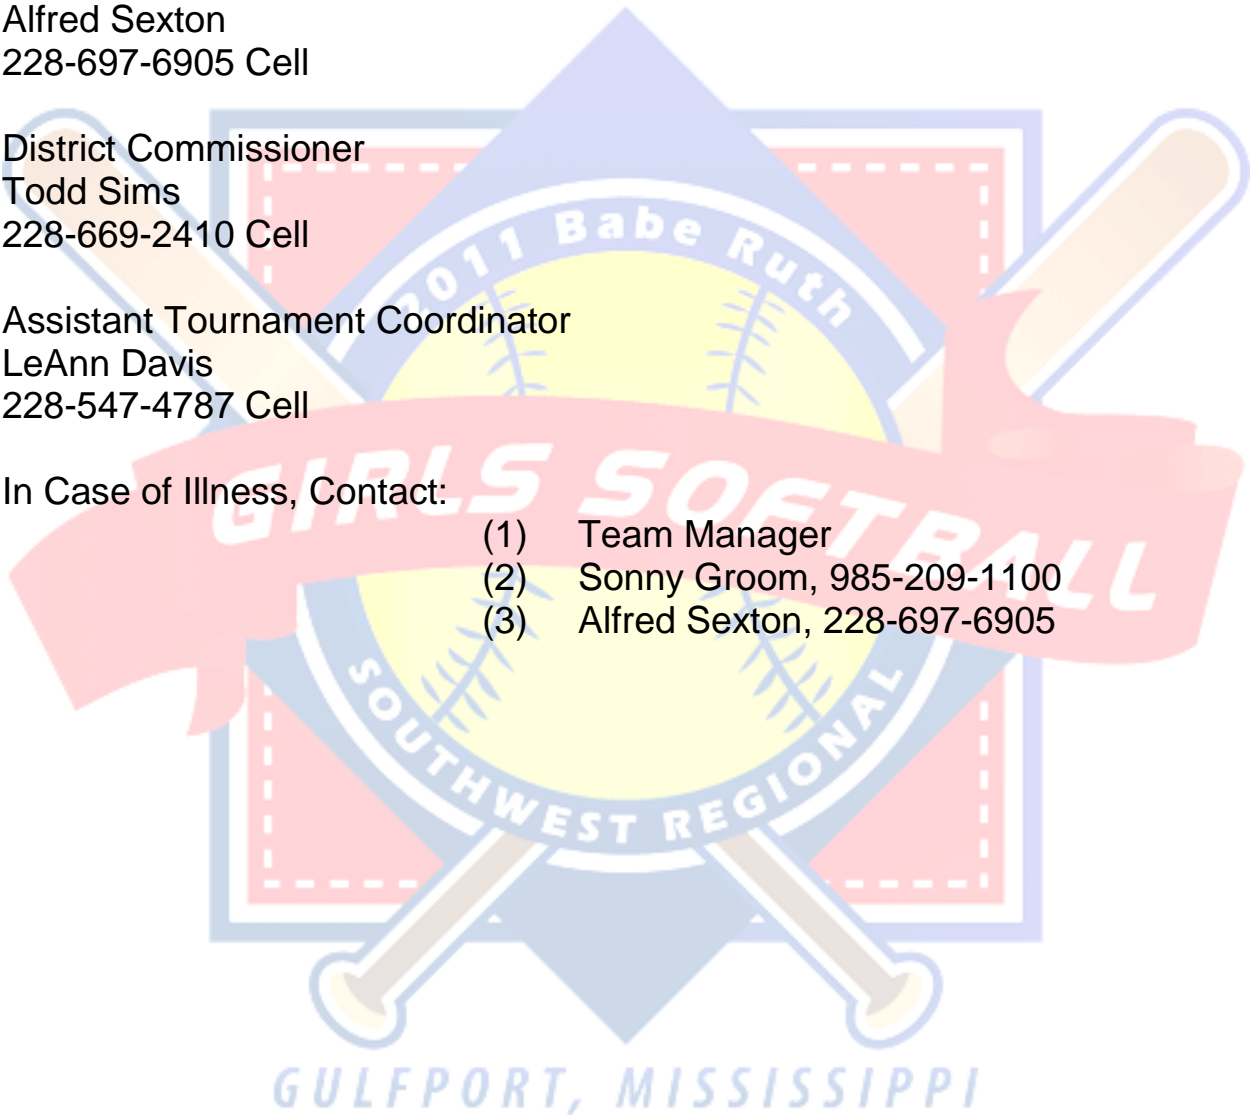 Alfred Sexton
228-697-6905 Cell
District Commissioner
Todd Sims
228-669-2410 Cell
Assistant Tournament Coordinator
LeAnn Davis
228-547-4787 Cell
In Case of Illness, Contact:
(1) Team Manager
(2) Sonny Groom, 985-209-1100
(3) Alfred Sexton, 228-697-6905
2011 Babe Ruth
GIRLS SOFTBALL
SOUTHWEST REGIONAL
GULFPORT, MISSISSIPPI